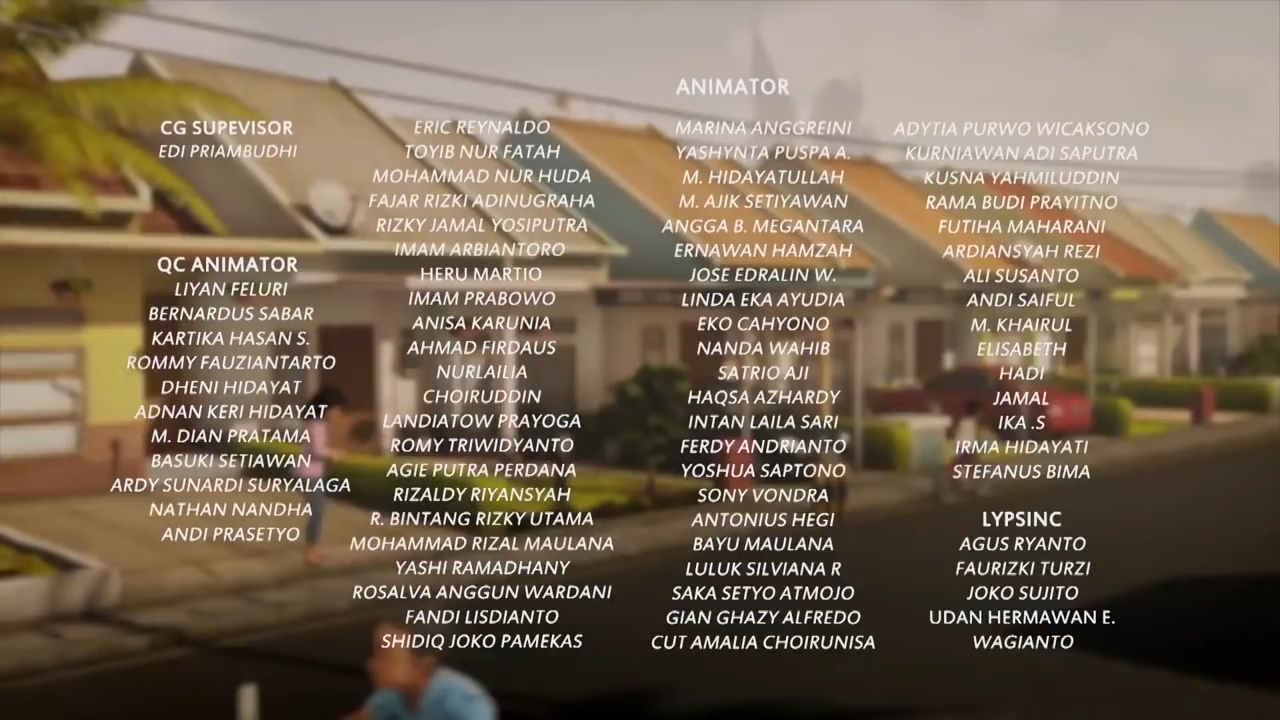 CG SUPEVISOR
EDI PRIAMBUDHI
QC ANIMATOR
LIYAN FELURI
BERNARDUS SABAR
KARTIKA HASAN S.
ROMMY FAUZIANTARTO
DHENI HIDAYAT
ADNAN KERI HIDAYAT
M. DIAN PRATAMA
BASUKI SETIAWAN
ARDY SUNARDI SURYALAGA
NATHAN NANDHA
ANDI PRASETYO
ANIMATOR
ERIC REYNALDO
TOYIB NUR FATAH
MOHAMMAD NUR HUDA
FAJAR RIZKI ADINUGRAHA
RIZKY JAMAL YOSIPUTRA
IMAM ARBIANTORO
HERU MARTIO
IMAM PRABOWO
ANISA KARUNIA
AHMAD FIRDAUS
NURLAILIA
CHOIRUDDIN
LANDIATOW PRAYOGA
ROMY TRIWIDYANTO
AGIE PUTRA PERDANA
RIZALDY RIYANSYAH
R. BINTANG RIZKY UTAMA
MOHAMMAD RIZAL MAULANA
YASHI RAMADHANY
ROSALVA ANGGUN WARDANI
FANDI LISDIANTO
SHIDIQ JOKO PAMEKAS
MARINA ANGGREINI
YASHYNTA PUSPA A.
M. HIDAYATULLAH
M. AJIK SETIYAWAN
ANGGA B. MEGANTARA
ERNAWAN HAMZAH
JOSE EDRALIN W.
LINDA EKA AYUDIA
EKO CAHYONO
NANDA WAHIB
SATRIO AJI
HAQSA AZHARDY
INTAN LAILA SARI
FERDY ANDRIANTO
YOSHUA SAPTONO
SONY VONDRA
ANTONIUS HEGI
BAYU MAULANA
LULUK SILVIANA R
SAKA SETYO ATMOJO
GIAN GHAZY ALFREDO
CUT AMALIA CHOIRUNISA
ADYTIA PURWO WICAKSONO
KURNIAWAN ADI SAPUTRA
KUSNA YAHMILUDDIN
RAMA BUDI PRAYITNO
FUTIHA MAHARANI
ARDIANSYAH REZI
ALI SUSANTO
ANDI SAIFUL
M. KHAIRUL
ELISABETH
HADI
JAMAL
IKA .S
IRMA HIDAYATI
STEFANUS BIMA
LYPSINC
AGUS RYANTO
FAURIZKI TURZI
JOKO SUJITO
UDAN HERMAWAN E.
WAGIANTO